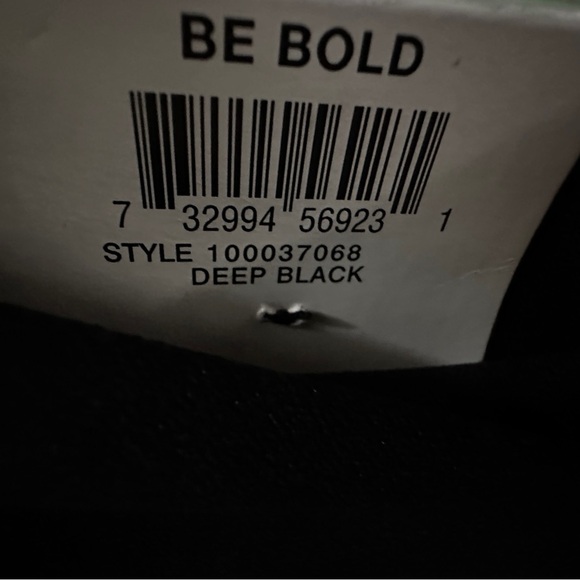 BE BOLD
7 32994 56923 1
STYLE 100037068
DEEP BLACK